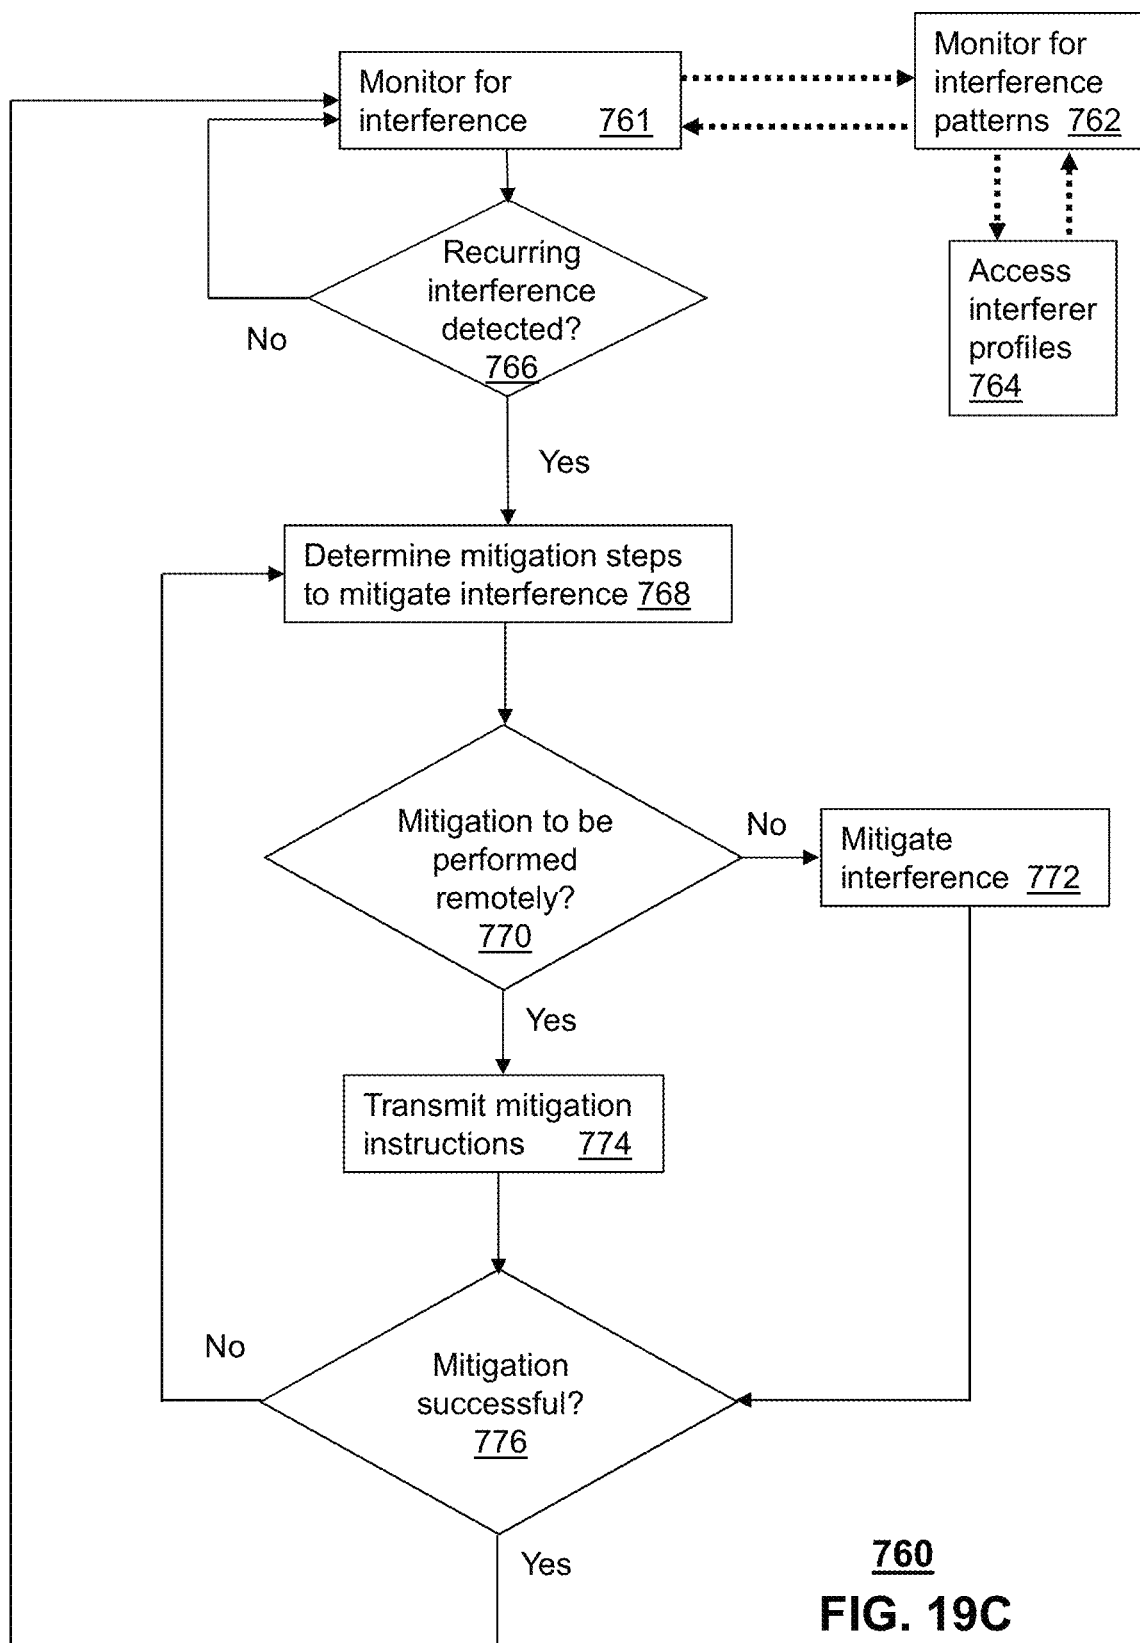 Monitor for
interference 761
Monitor for
interference
patterns 762
Recurring
interference
detected?
766
No
Access
interferer
profiles
764
Yes
Determine mitigation steps
to mitigate interference 768
Mitigation to be
performed
remotely?
770
No
Mitigate
interference 772
Yes
Transmit mitigation
instructions 774
No
Mitigation
successful?
776
Yes
760
FIG. 19C